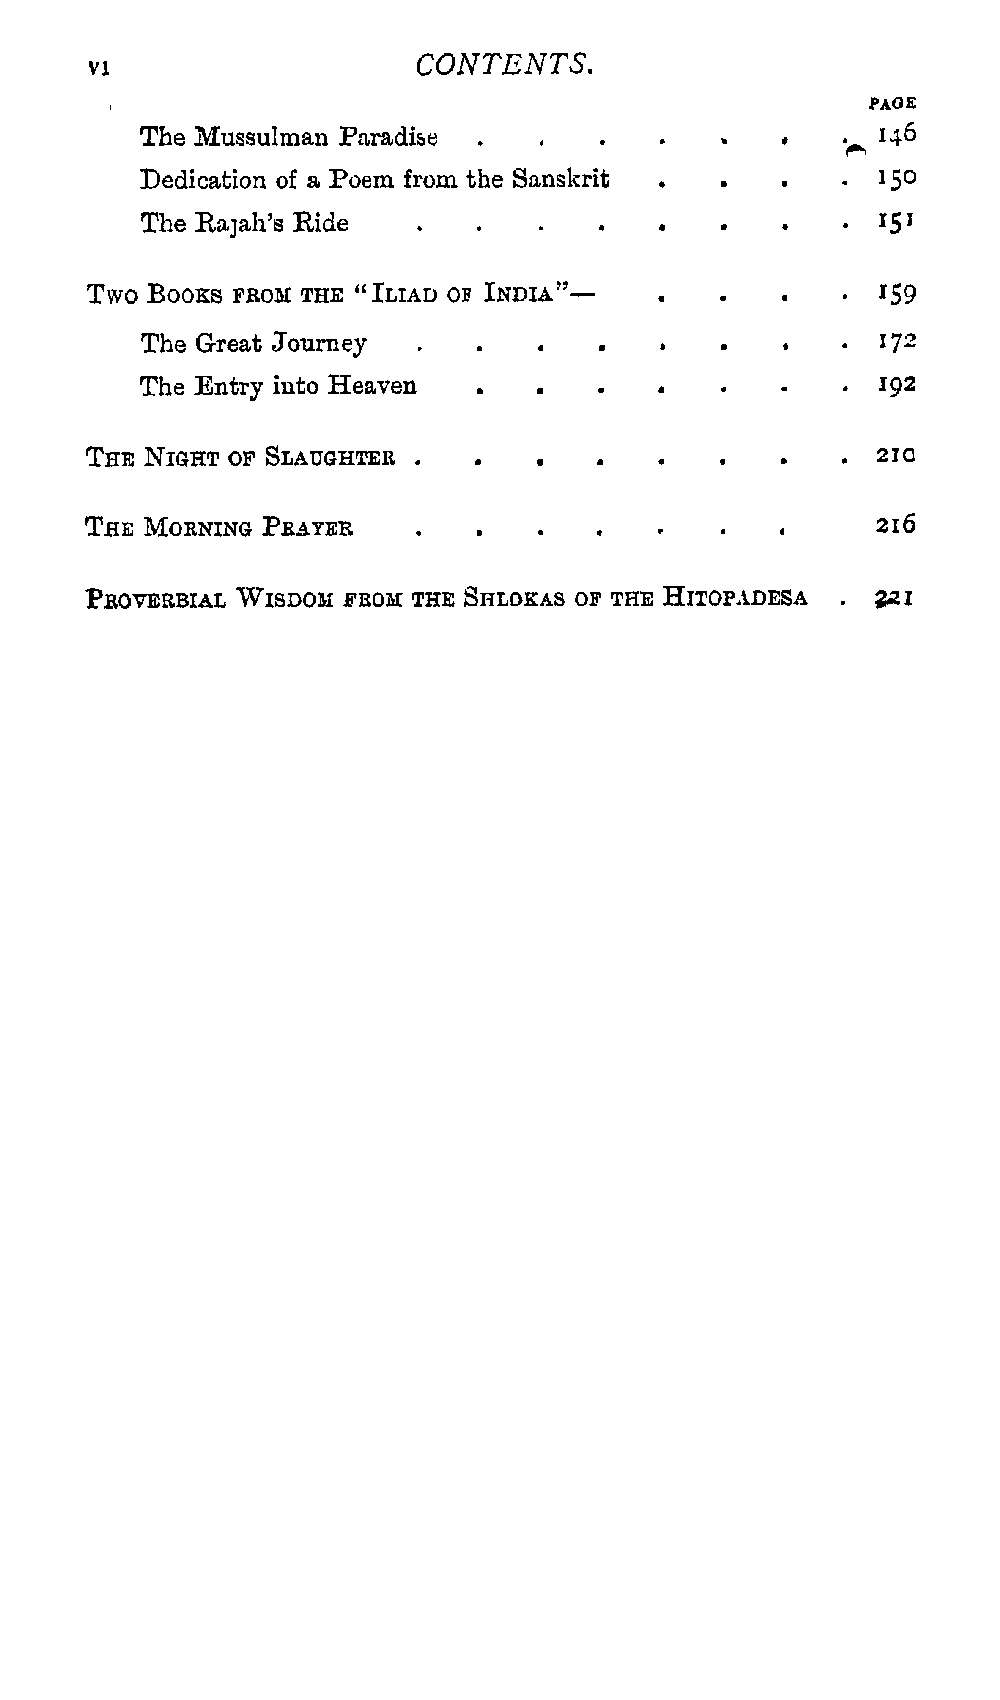 vi CONTENTS.
PAGE
The Mussulman Paradise . . . . . . . 146
Dedication of a Poem from the Sanskrit . . . . 150
The Rajah's Ride . . . . . . . . 151
TWO BOOKS FROM THE "ILIAD OF INDIA"— . . . . 159
The Great Journey . . . . . . . . 172
The Entry into Heaven . . . . . . . 192
THE NIGHT OF SLAUGHTER . . . . . . . . 210
THE MORNING PRAYER . . . . . . . 216
PROVERBIAL WISDOM FROM THE SHLOKAS OF THE HITOPADESA . 221